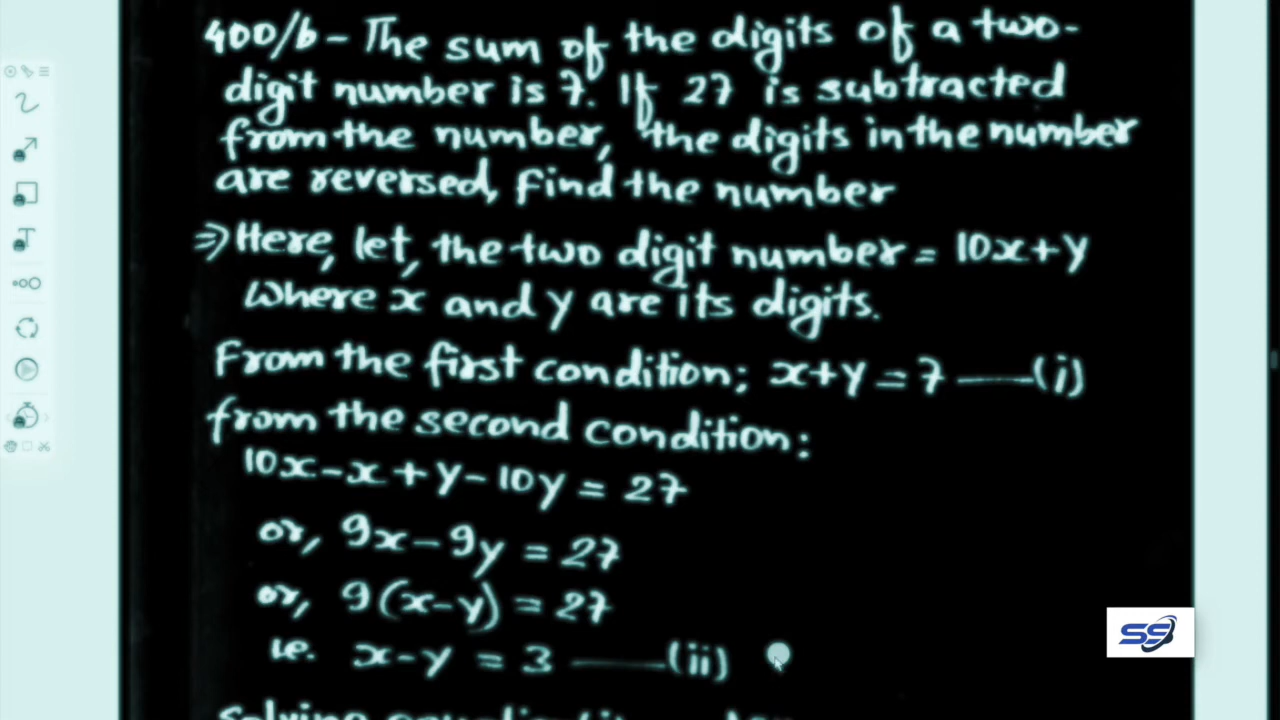 400/b - The sum of the digits of a two-
digit number is 7. If 27 is subtracted
from the number, the digits in the number
are reversed, find the number
⇒ Here, let, the two digit number = 10x+y
Where x and y are its digits.
From the first condition; x+y = 7 ——(i)
from the second condition:
10x-x+y-10y = 27
or, 9x-9y = 27
or, 9(x-y) = 27
i.e. x-y = 3 ——(ii)
solving
SS